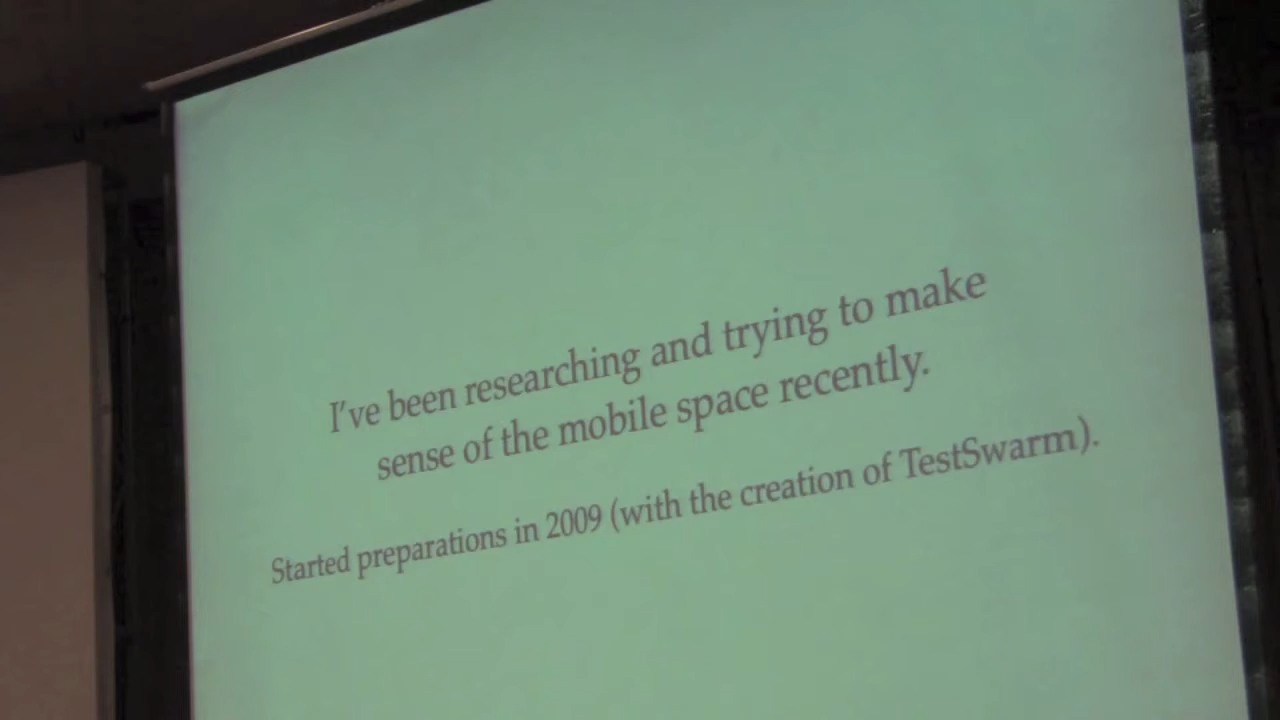 I've been researching and trying to make
sense of the mobile space recently.
Started preparations in 2009 (with the creation of TestSwarm).